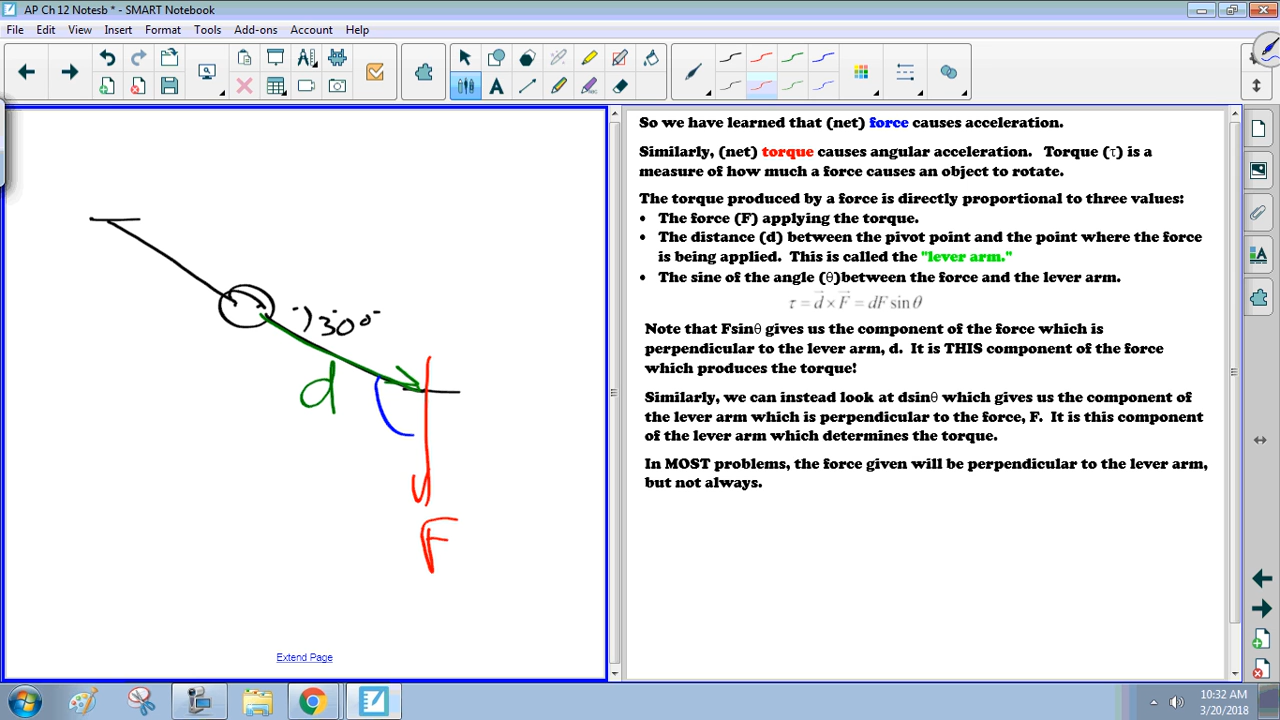 AP Ch 12 Notesb * - SMART Notebook
File Edit View Insert Format Tools Add-ons Account Help
30°
d
F
Extend Page
So we have learned that (net) force causes acceleration.
Similarly, (net) torque causes angular acceleration. Torque (τ) is a
measure of how much a force causes an object to rotate.
The torque produced by a force is directly proportional to three values:
• The force (F) applying the torque.
• The distance (d) between the pivot point and the point where the force
is being applied. This is called the "lever arm."
• The sine of the angle (θ)between the force and the lever arm.
τ = d⃗ × F⃗ = dF sin θ
Note that Fsinθ gives us the component of the force which is
perpendicular to the lever arm, d. It is THIS component of the force
which produces the torque!
Similarly, we can instead look at dsinθ which gives us the component of
the lever arm which is perpendicular to the force, F. It is this component
of the lever arm which determines the torque.
In MOST problems, the force given will be perpendicular to the lever arm,
but not always.
10:32 AM
3/20/2018